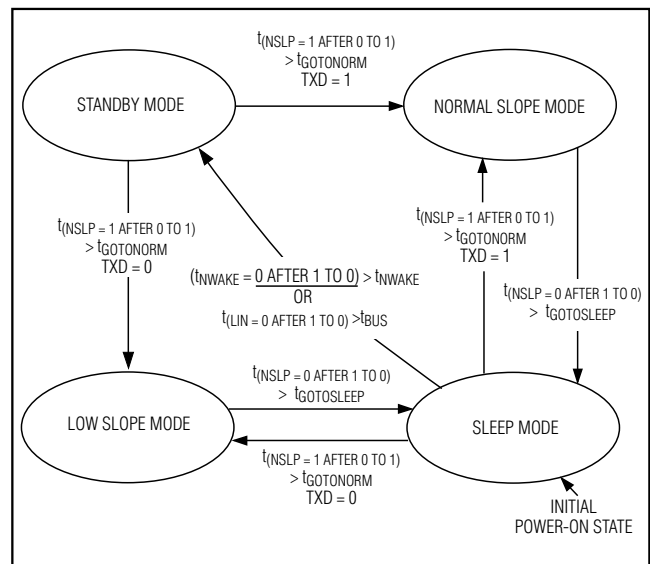 t(NSLP = 1 AFTER 0 TO 1)
> tGOTONORM
TXD = 1
STANDBY MODE
NORMAL SLOPE MODE
t(NSLP = 1 AFTER 0 TO 1)
> tGOTONORM
TXD = 0
t(NSLP = 1 AFTER 0 TO 1)
> tGOTONORM
TXD = 1
(tNWAKE = 0 AFTER 1 TO 0) > tNWAKE
OR
t(LIN = 0 AFTER 1 TO 0) >tBUS
t(NSLP = 0 AFTER 1 TO 0)
> tGOTOSLEEP
t(NSLP = 0 AFTER 1 TO 0)
> tGOTOSLEEP
LOW SLOPE MODE
SLEEP MODE
t(NSLP = 1 AFTER 0 TO 1)
> tGOTONORM
TXD = 0
INITIAL
POWER-ON STATE